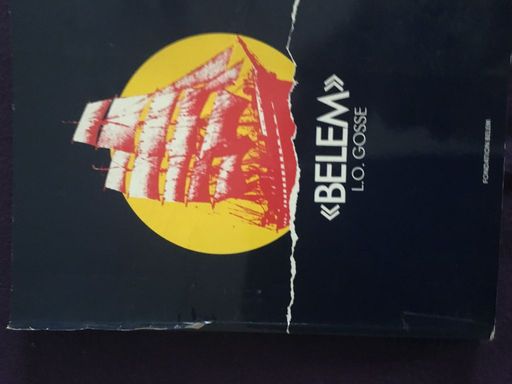 «BELEM»
L.O. GOSSE
FONDATION BELEM